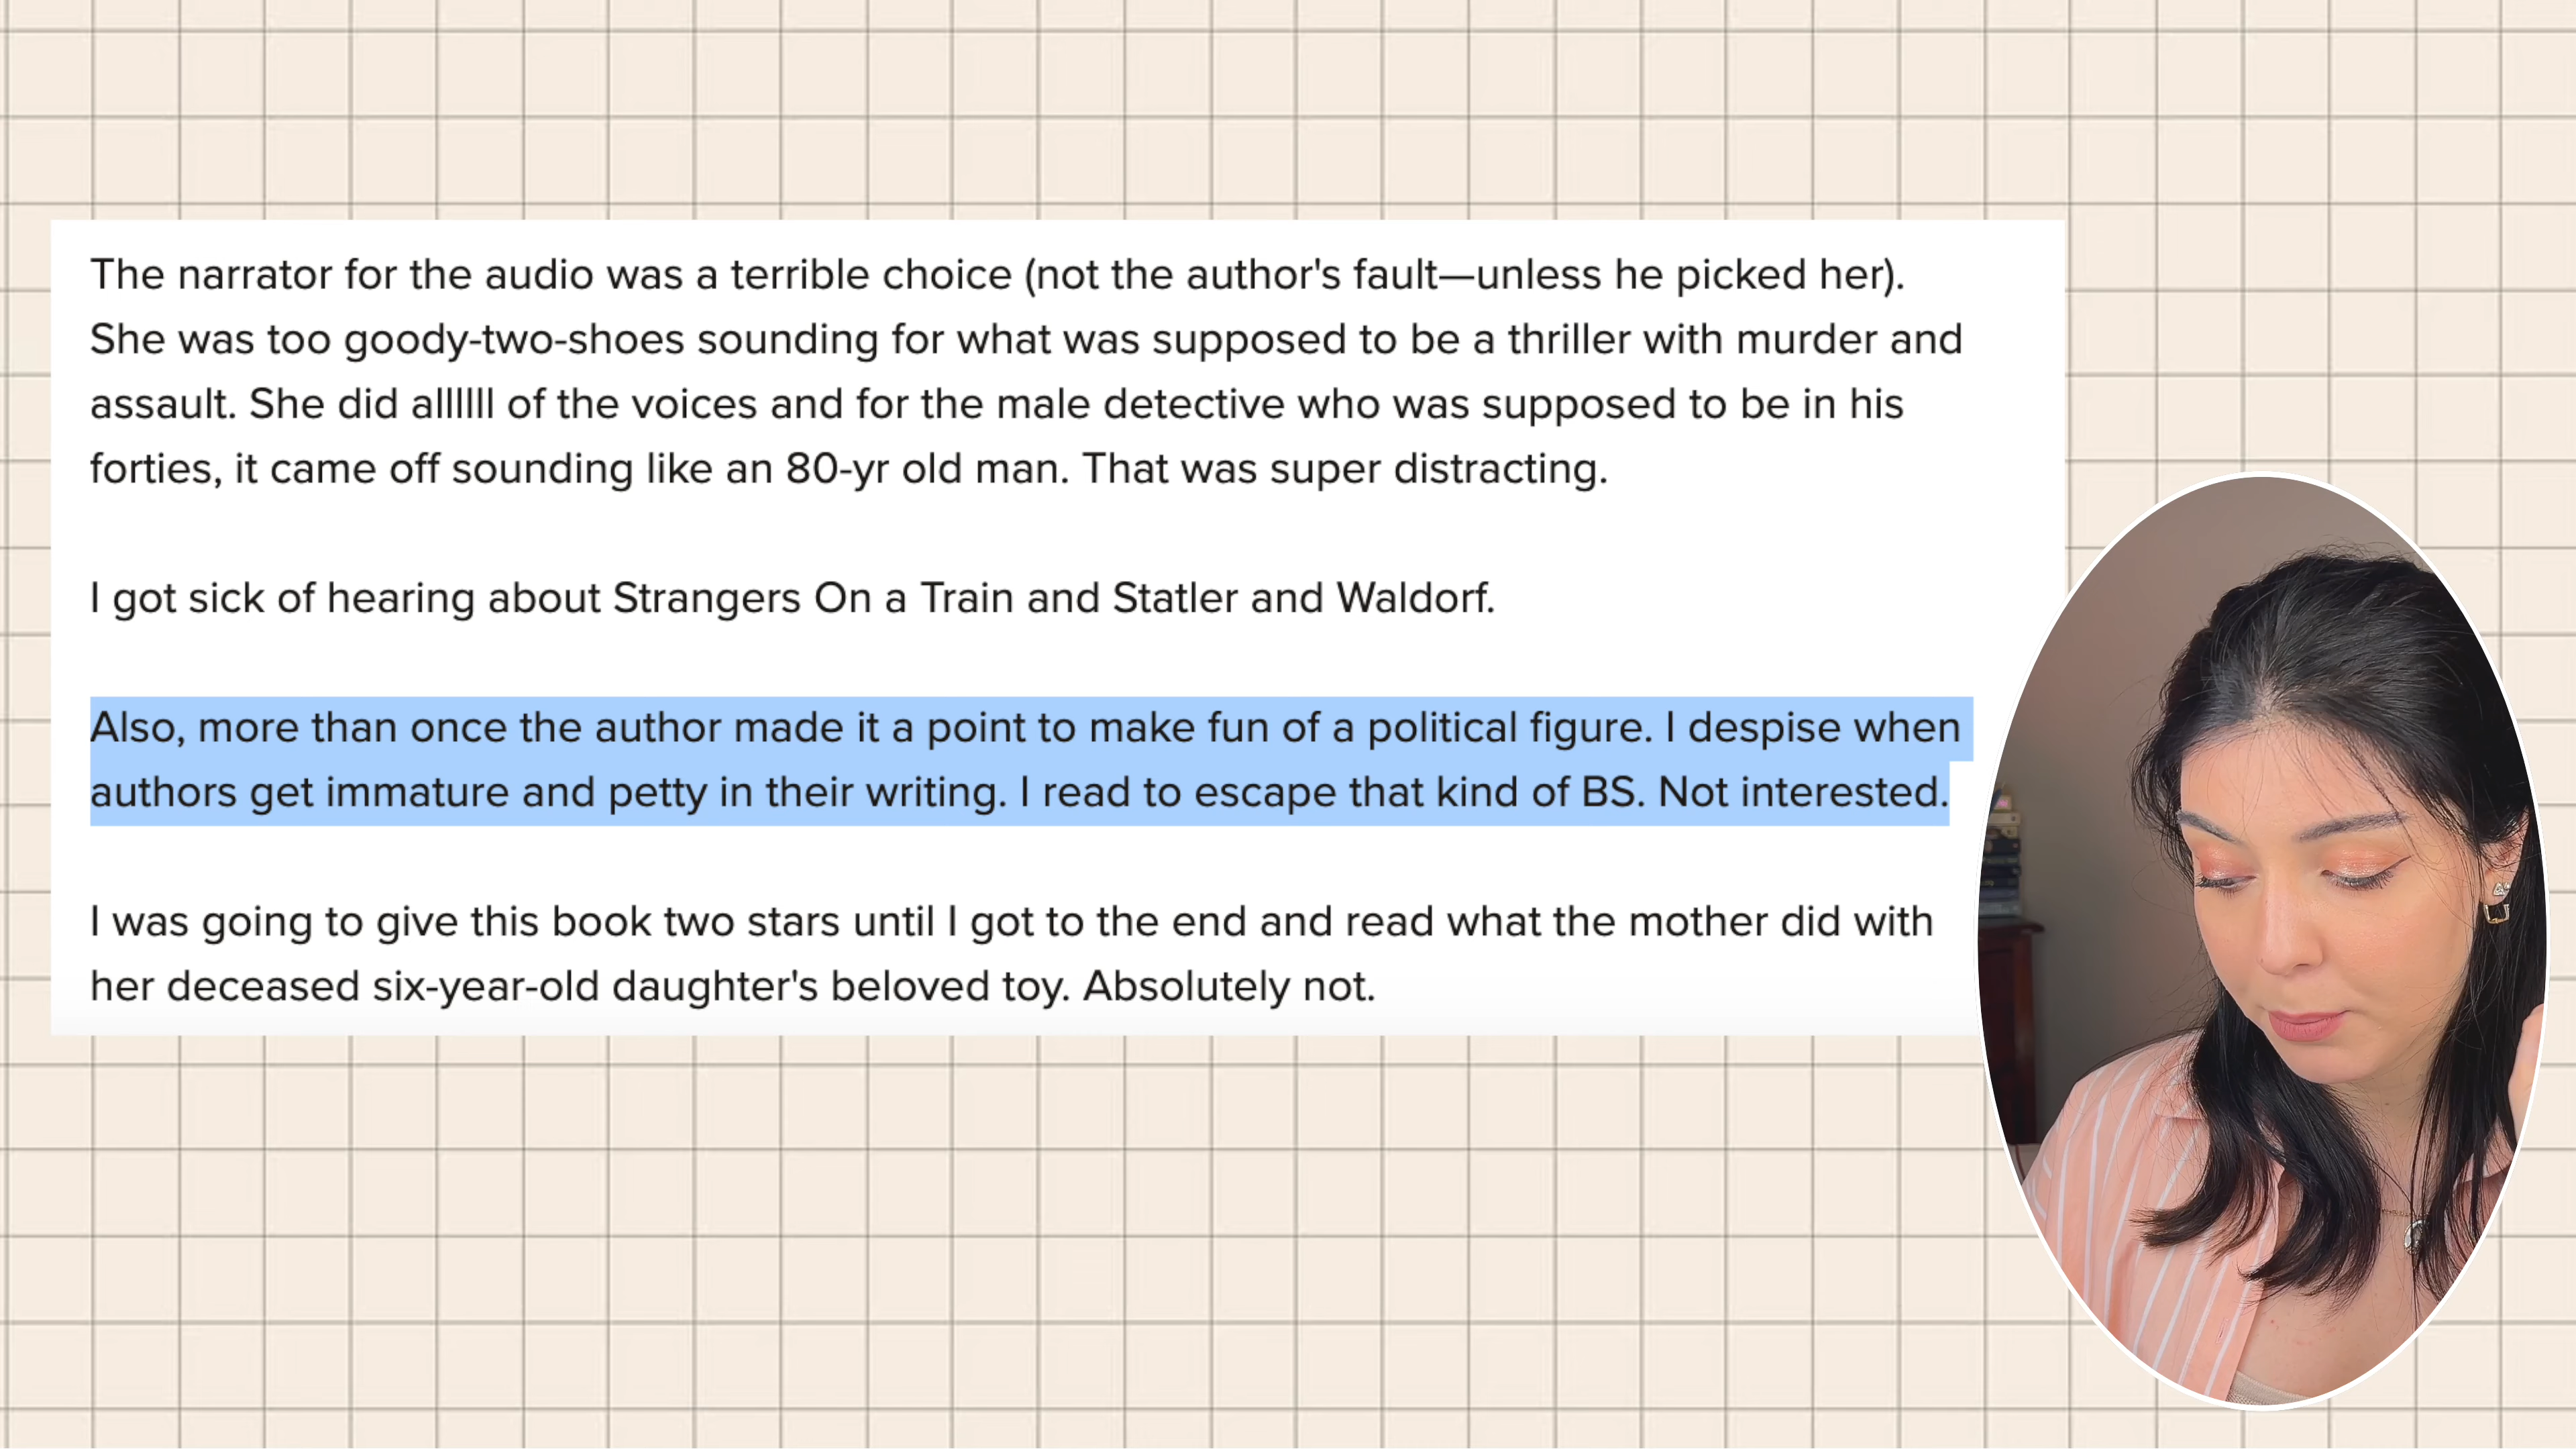 The narrator for the audio was a terrible choice (not the author's fault—unless he picked her).
She was too goody-two-shoes sounding for what was supposed to be a thriller with murder and
assault. She did allllll of the voices and for the male detective who was supposed to be in his
forties, it came off sounding like an 80-yr old man. That was super distracting.
I got sick of hearing about Strangers On a Train and Statler and Waldorf.
Also, more than once the author made it a point to make fun of a political figure. I despise when
authors get immature and petty in their writing. I read to escape that kind of BS. Not interested.
I was going to give this book two stars until I got to the end and read what the mother did with
her deceased six-year-old daughter's beloved toy. Absolutely not.